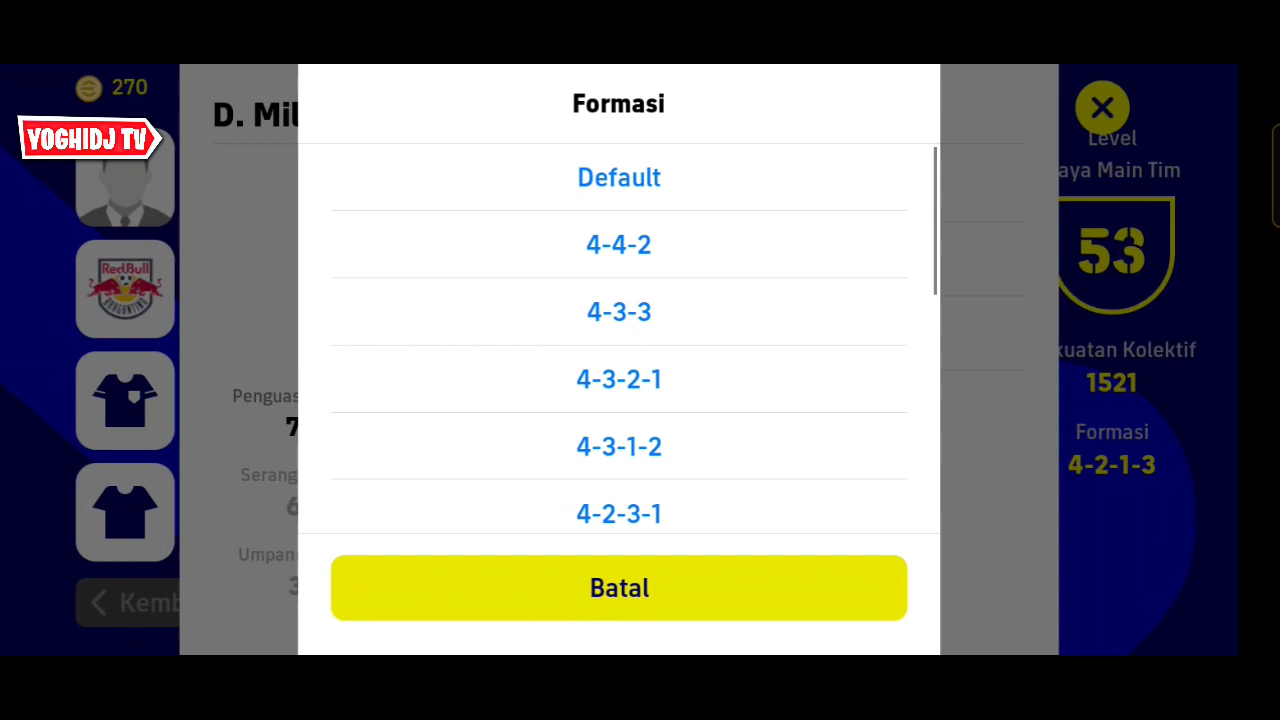 270
YOGHIDJ TV
D. Mil
Formasi
Default
4-4-2
4-3-3
4-3-2-1
4-3-1-2
4-2-3-1
Batal
RedBull
BRAGANTINO
Penguas
7
Serang
6
Umpan
3
Kemb
Level
aya Main Tim
53
kuatan Kolektif
1521
Formasi
4-2-1-3